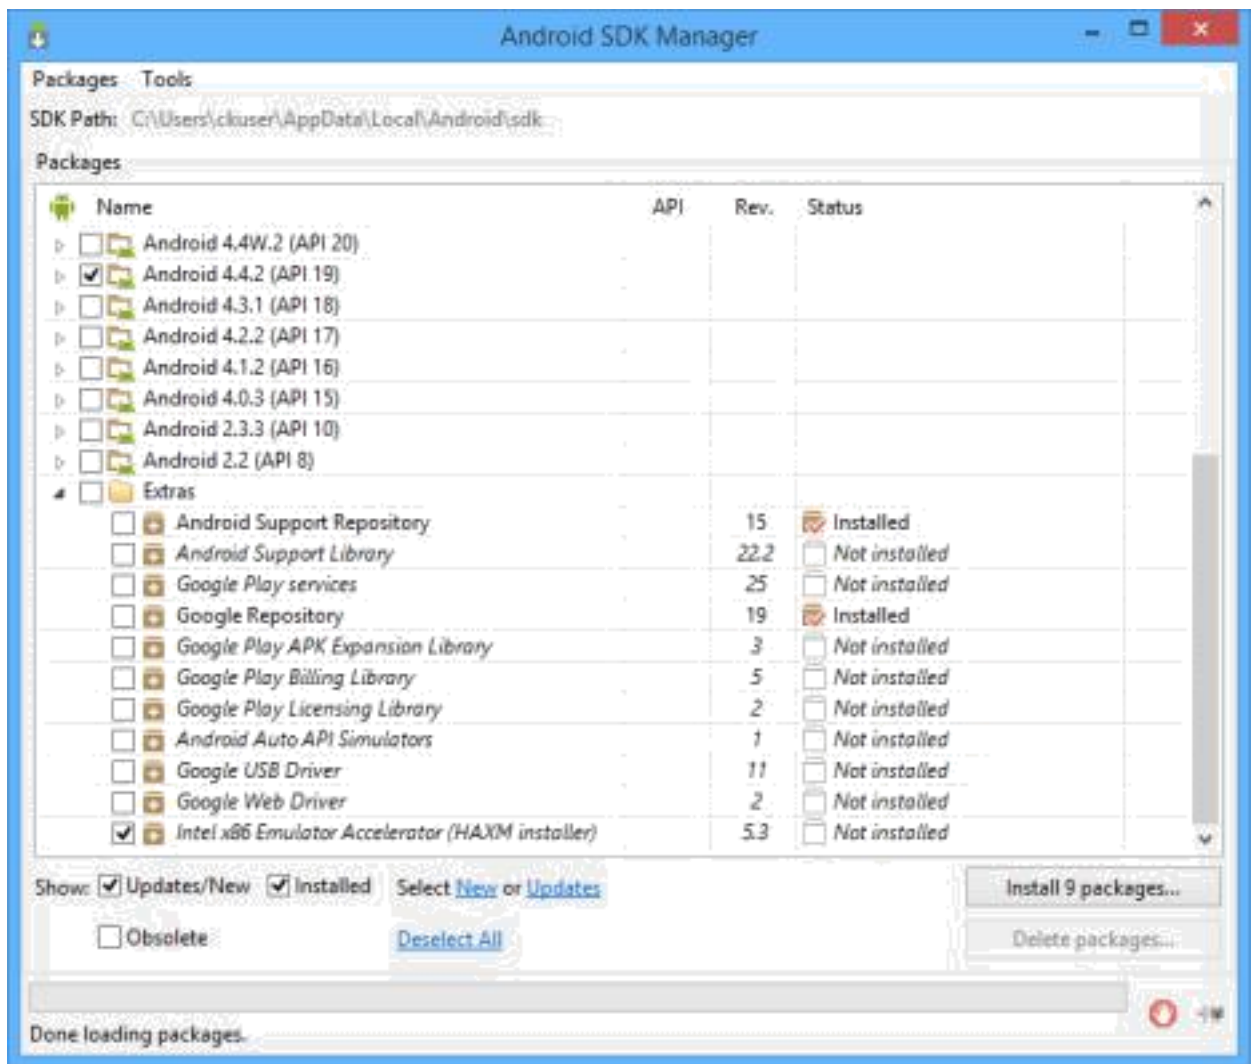 Android SDK Manager
Packages Tools
SDK Path: C:\Users\ckuser\AppData\Local\Android\sdk
Packages
Name API Rev. Status
Android 4.4W.2 (API 20)
Android 4.4.2 (API 19)
Android 4.3.1 (API 18)
Android 4.2.2 (API 17)
Android 4.1.2 (API 16)
Android 4.0.3 (API 15)
Android 2.3.3 (API 10)
Android 2.2 (API 8)
Extras
Android Support Repository 15 Installed
Android Support Library 22.2 Not installed
Google Play services 25 Not installed
Google Repository 19 Installed
Google Play APK Expansion Library 3 Not installed
Google Play Billing Library 5 Not installed
Google Play Licensing Library 2 Not installed
Android Auto API Simulators 1 Not installed
Google USB Driver 11 Not installed
Google Web Driver 2 Not installed
Intel x86 Emulator Accelerator (HAXM installer) 5.3 Not installed
Show: Updates/New Installed Select New or Updates Install 9 packages...
Obsolete Deselect All Delete packages...
Done loading packages.